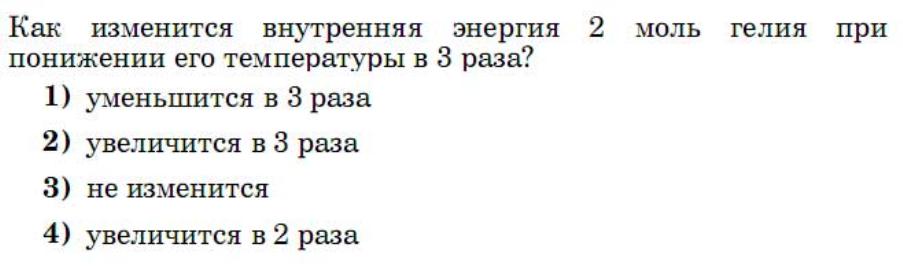 Как изменится внутренняя энергия 2 моль гелия при
понижении его температуры в 3 раза?
1) уменьшится в 3 раза
2) увеличится в 3 раза
3) не изменится
4) увеличится в 2 раза